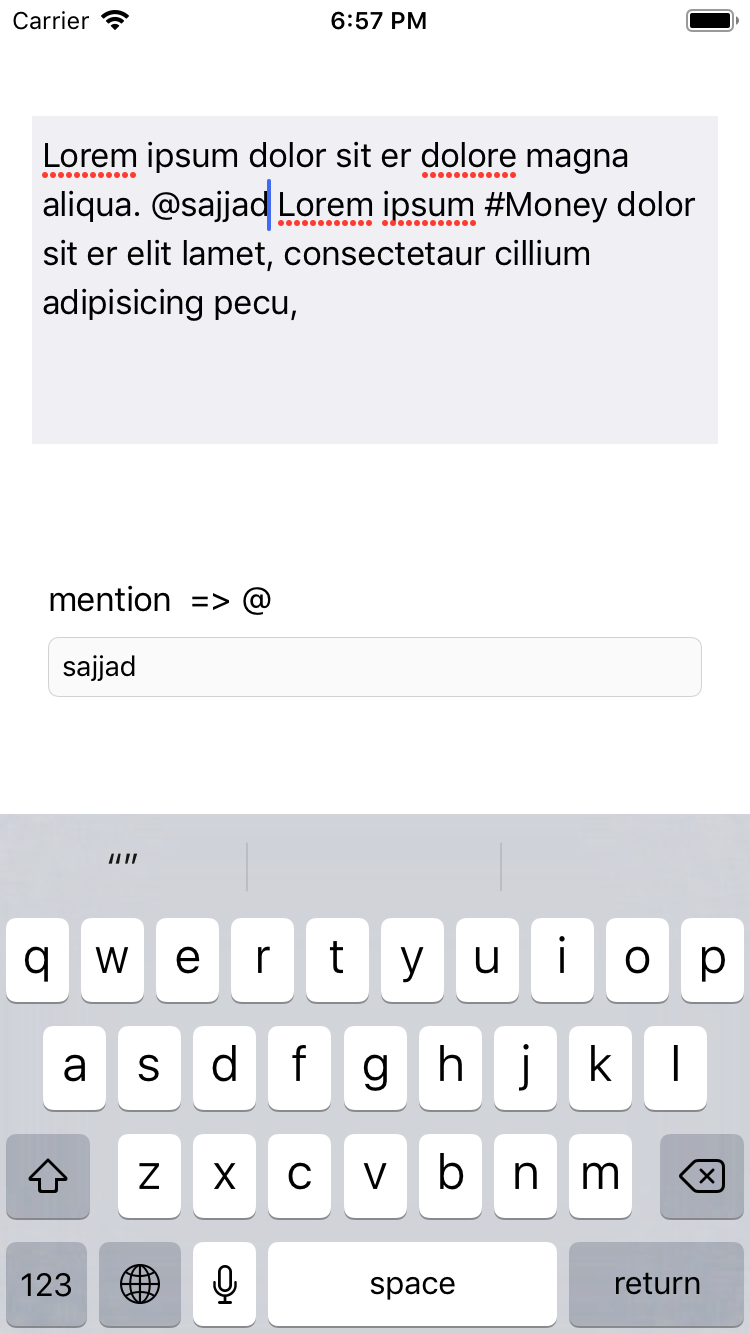 Carrier 6:57 PM
Lorem ipsum dolor sit er dolore magna
aliqua. @sajjad Lorem ipsum #Money dolor
sit er elit lamet, consectetaur cillium
adipisicing pecu,
mention => @
sajjad
“”
q w e r t y u i o p
a s d f g h j k l
z x c v b n m
123 space return